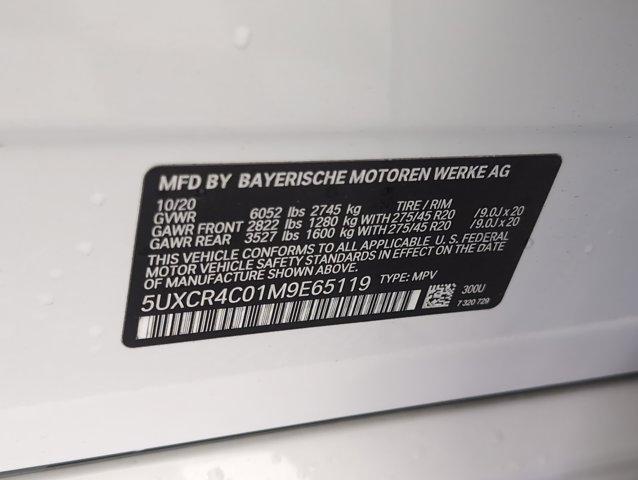 MFD BY BAYERISCHE MOTOREN WERKE AG
10/20 TIRE / RIM
GVWR 6052 lbs 2745 kg
GAWR FRONT 2822 lbs 1280 kg WITH 275/45 R20 /9.0J x 20
GAWR REAR 3527 lbs 1600 kg WITH 275/45 R20 /9.0J x 20
THIS VEHICLE CONFORMS TO ALL APPLICABLE U. S. FEDERAL
MOTOR VEHICLE SAFETY STANDARDS IN EFFECT ON THE DATE
OF MANUFACTURE SHOWN ABOVE.
5UXCR4C01M9E65119 TYPE: MPV
300U
7 320 729